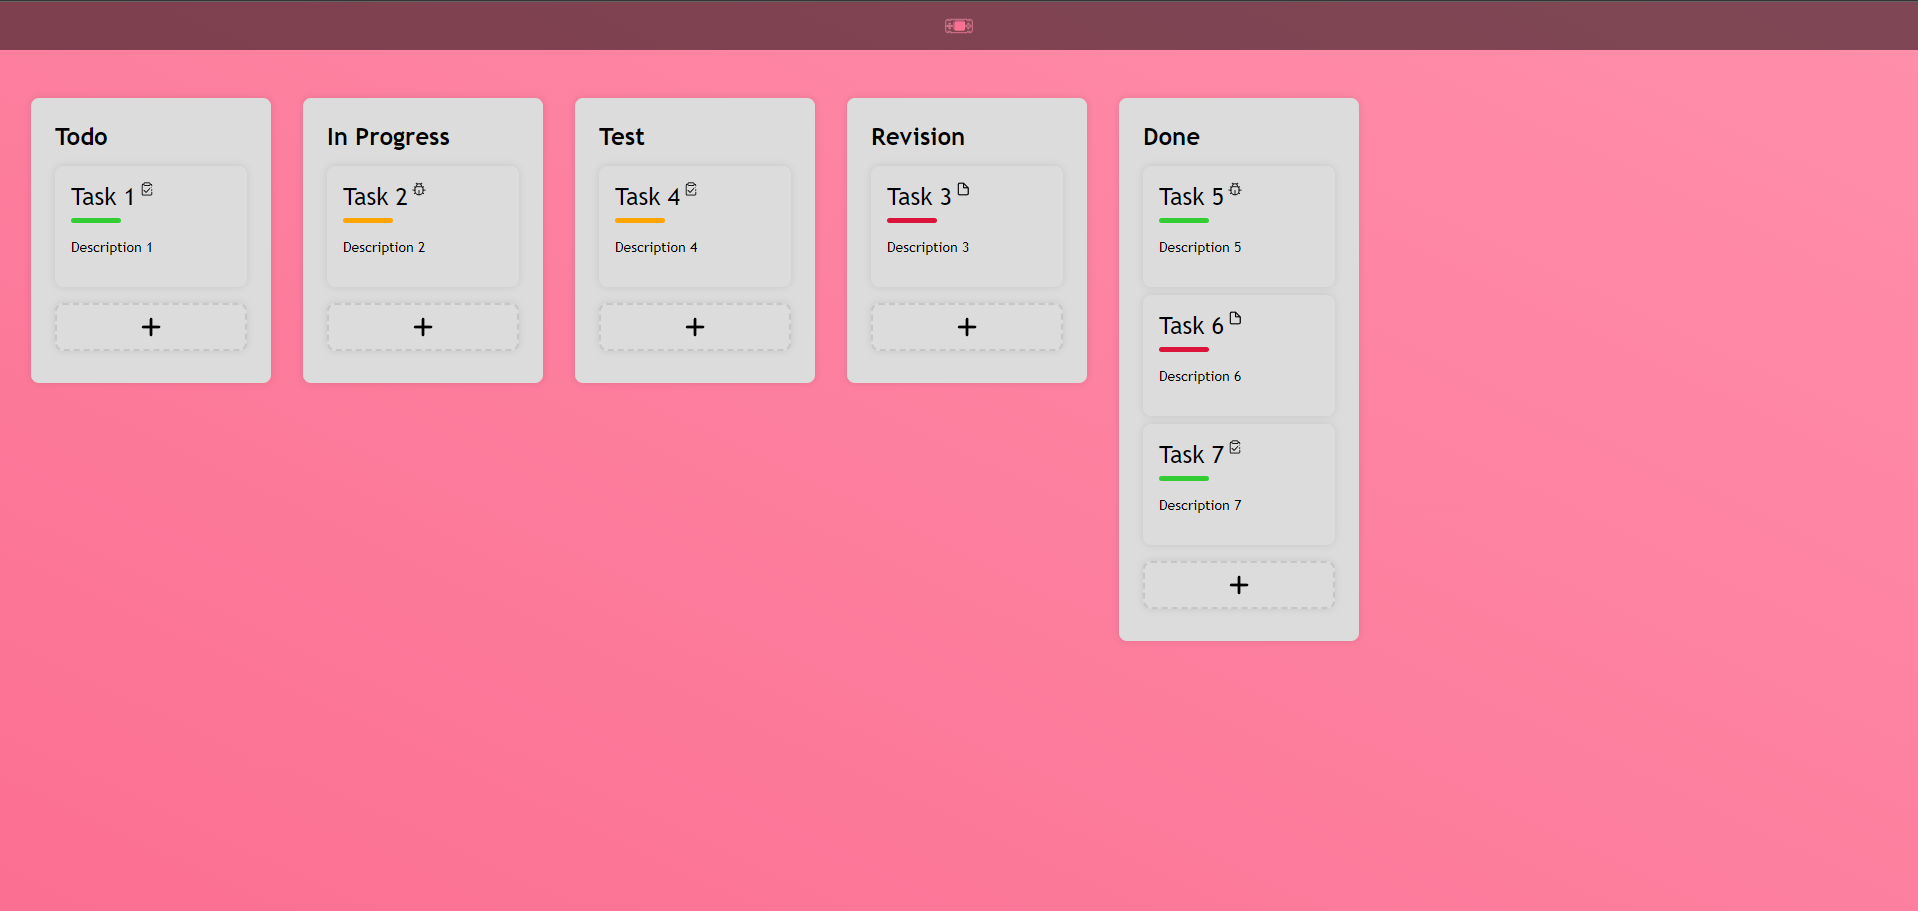 Todo
Task 1
Description 1
In Progress
Task 2
Description 2
Test
Task 4
Description 4
Revision
Task 3
Description 3
Done
Task 5
Description 5
Task 6
Description 6
Task 7
Description 7